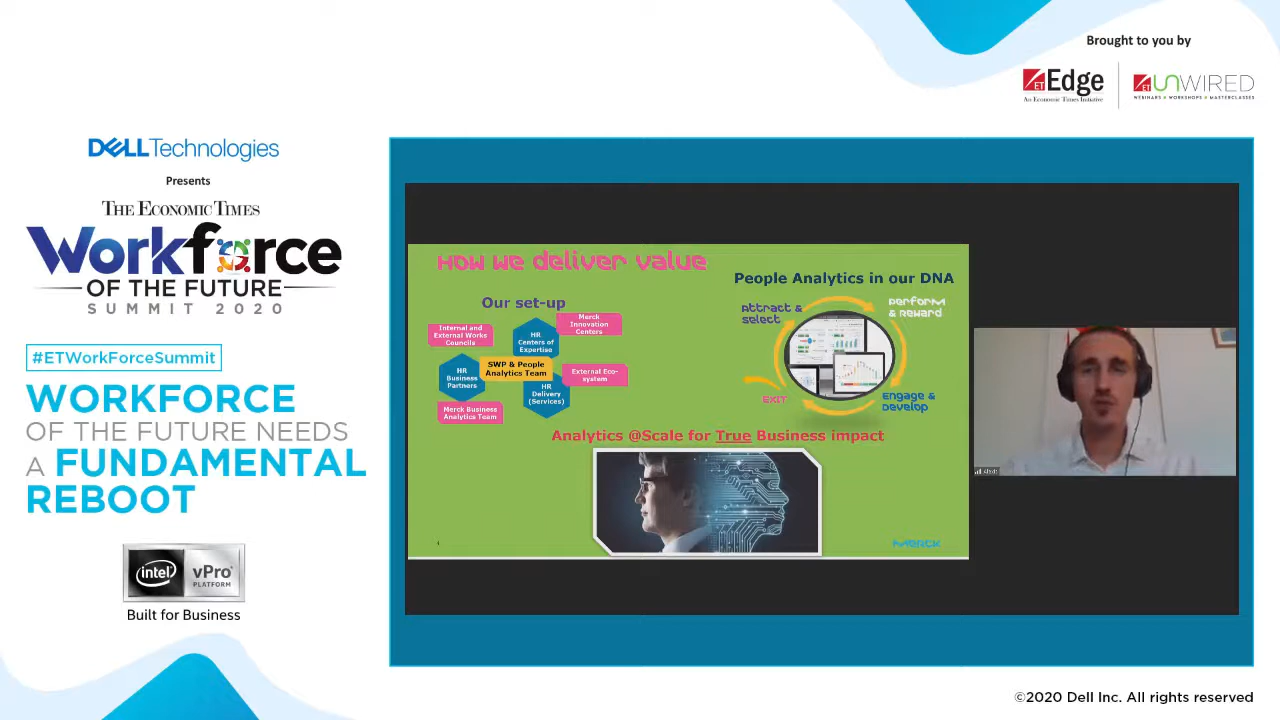 Brought to you by
ET Edge
An Economic Times Initiative
ET UNWIRED
WEBINARS WORKSHOPS MASTERCLASSES
DELL Technologies
Presents
THE ECONOMIC TIMES
Workforce
OF THE FUTURE
SUMMIT 2020
#ETWorkForceSummit
WORKFORCE
OF THE FUTURE NEEDS
A FUNDAMENTAL
REBOOT
intel vPro
PLATFORM
Built for Business
How we deliver value
Our set-up
Internal and
External Works
Councils
HR
Centers of
Expertise
Merck
Innovation
Centers
HR
Business
Partners
SWP & People
Analytics Team
External Eco-
system
HR
Delivery
(Services)
Merck Business
Analytics Team
People Analytics in our DNA
Attract &
select
Perform
& Reward
Engage &
Develop
Exit
Analytics @Scale for True Business impact
MERCK
©2020 Dell Inc. All rights reserved